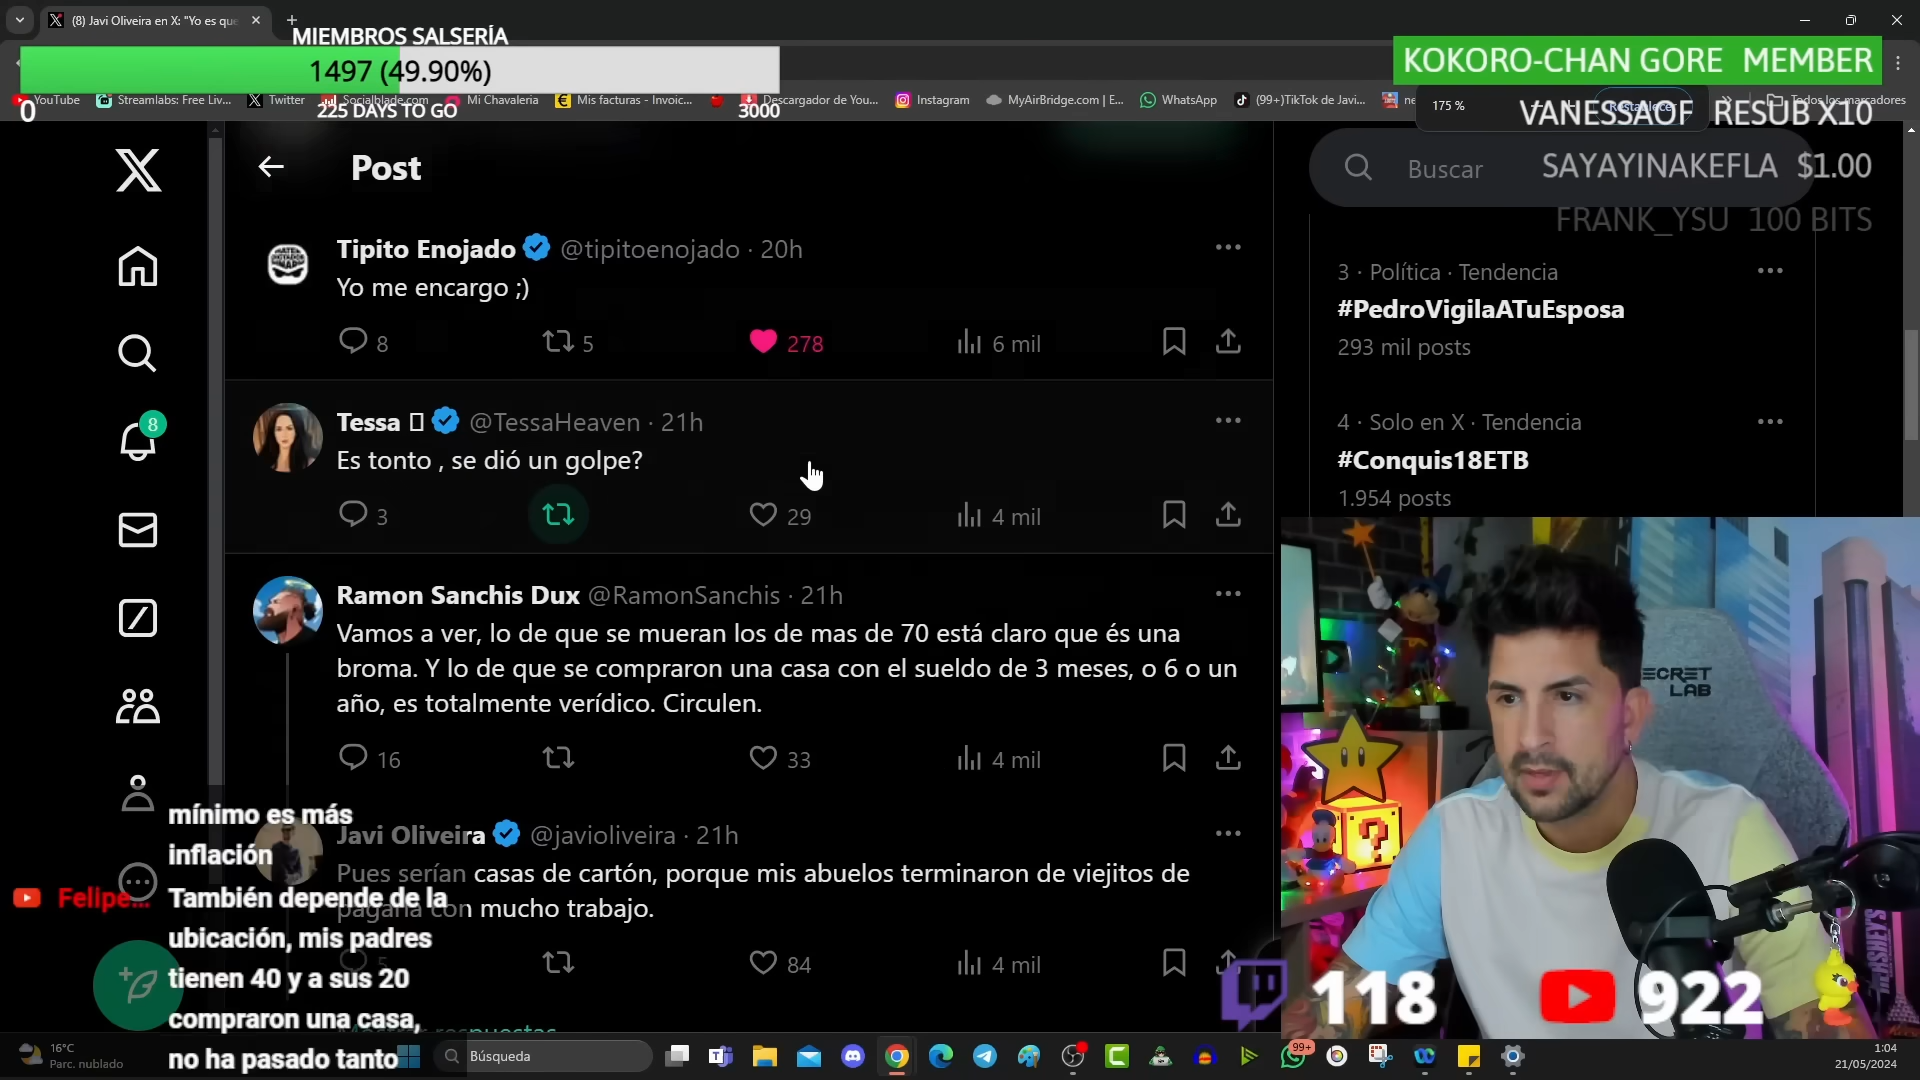 (8) Javi Oliveira en X: "Yo es que
MIEMBROS SALSERÍA
1497 (49.90%)
0
225 DAYS TO GO
3000
KOKORO-CHAN GORE MEMBER
VANESSAOF RESUB X10
SAYAYINAKEFLA $1.00
FRANK_YSU 100 BITS
YouTube
Streamlabs: Free Liv...
Twitter
Socialblade.com
Mi Chavaleria
Mis facturas - Invoic...
Descargador de You...
Instagram
MyAirBridge.com | E...
WhatsApp
(99+)TikTok de Javi...
175 %
Todos los marcadores
Post
Buscar
Tipito Enojado @tipitoenojado · 20h
Yo me encargo ;)
8 5 278 6 mil
Tessa @TessaHeaven · 21h
Es tonto , se dió un golpe?
3 29 4 mil
Ramon Sanchis Dux @RamonSanchis · 21h
Vamos a ver, lo de que se mueran los de mas de 70 está claro que és una
broma. Y lo de que se compraron una casa con el sueldo de 3 meses, o 6 o un
año, es totalmente verídico. Circulen.
16 33 4 mil
Javi Oliveira @javioliveira · 21h
Pues serían casas de cartón, porque mis abuelos terminaron de viejitos de
pagarla con mucho trabajo.
5 84 4 mil
Mostrar respuestas
3 · Política · Tendencia
#PedroVigilaATuEsposa
293 mil posts
4 · Solo en X · Tendencia
#Conquis18ETB
1.954 posts
8
mínimo es más
inflación
Felipe... También depende de la
ubicación, mis padres
tienen 40 y a sus 20
compraron una casa,
no ha pasado tanto
SECRET
LAB
118
922
16°C
Parc. nublado
Búsqueda
99+
1:04
21/05/2024